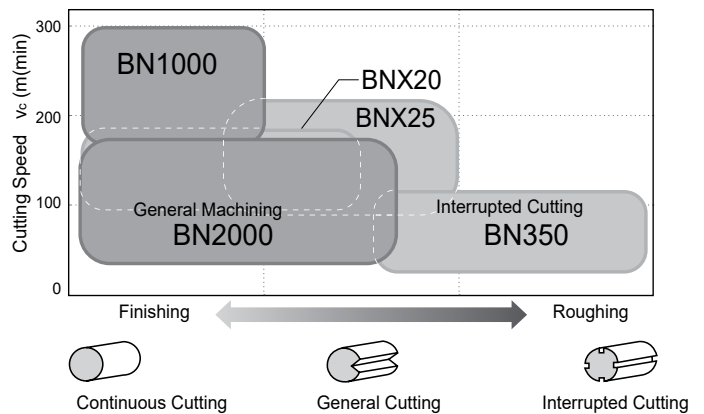 Cutting Speed vc (m(min)
300
200
100
0
BN1000
BNX20
BNX25
General Machining
BN2000
Interrupted Cutting
BN350
Finishing
Roughing
Continuous Cutting
General Cutting
Interrupted Cutting